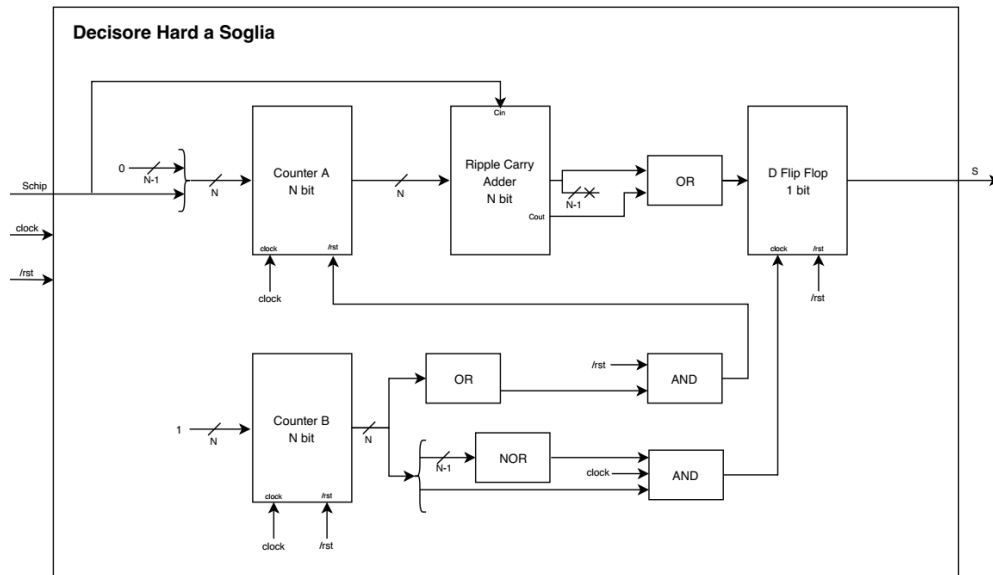 Decisore Hard a Soglia
Cin
0
N-1
N
Counter A
N bit
N
Ripple Carry
Adder
N bit
N-1
Cout
OR
D Flip Flop
1 bit
S
Schip
clock
/rst
clock
/rst
clock
clock
/rst
/rst
1
N
Counter B
N bit
N
OR
/rst
AND
N-1
NOR
clock
AND
clock
/rst
clock
/rst